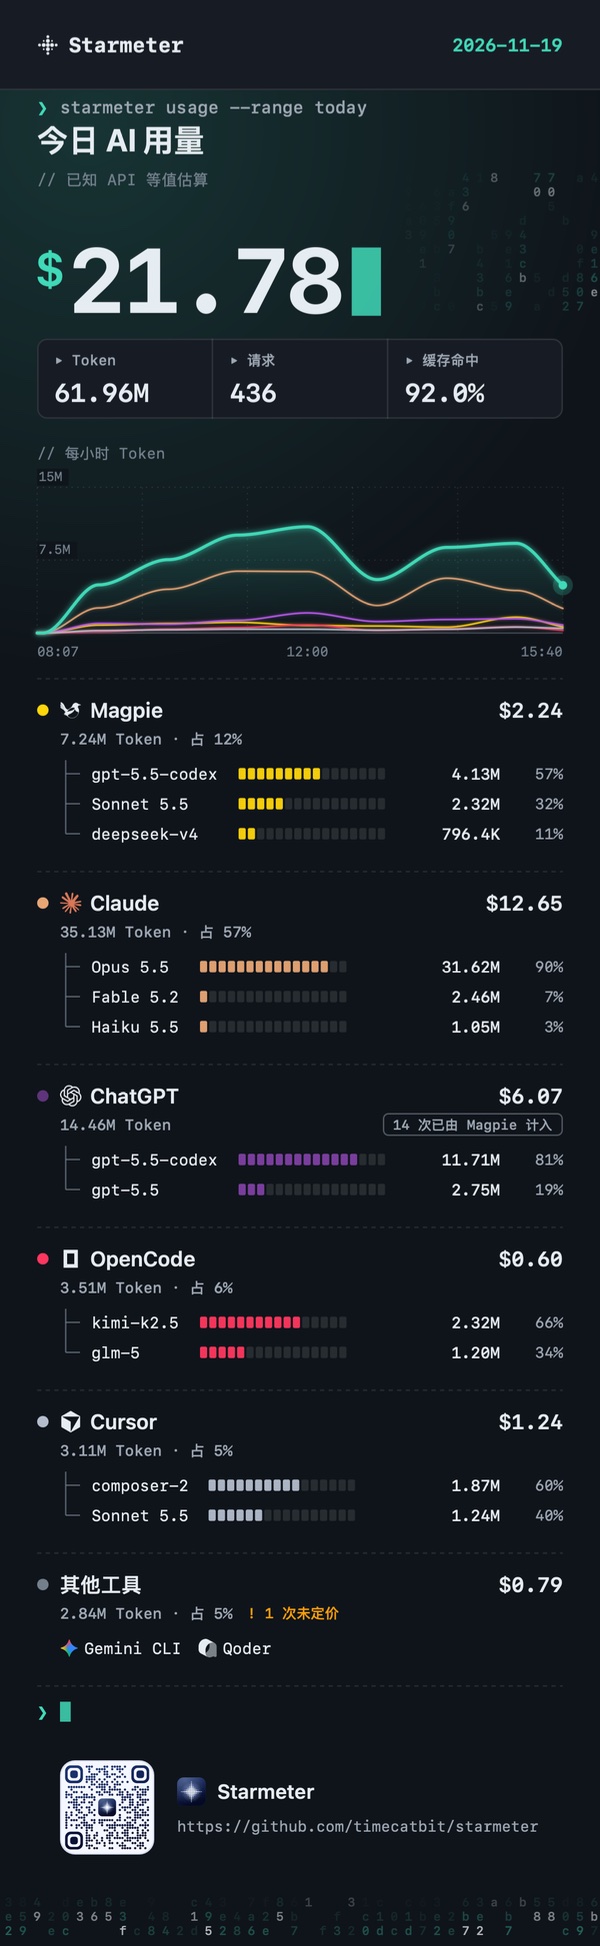 Starmeter 2026-11-19
❯ starmeter usage --range today
今日 AI 用量
// 已知 API 等值估算
$21.78
▸ Token ▸ 请求 ▸ 缓存命中
61.96M 436 92.0%
// 每小时 Token
15M
7.5M
08:07 12:00 15:40
Magpie $2.24
7.24M Token · 占 12%
gpt-5.5-codex 4.13M 57%
Sonnet 5.5 2.32M 32%
deepseek-v4 796.4K 11%
Claude $12.65
35.13M Token · 占 57%
Opus 5.5 31.62M 90%
Fable 5.2 2.46M 7%
Haiku 5.5 1.05M 3%
ChatGPT $6.07
14.46M Token 14 次已由 Magpie 计入
gpt-5.5-codex 11.71M 81%
gpt-5.5 2.75M 19%
OpenCode $0.60
3.51M Token · 占 6%
kimi-k2.5 2.32M 66%
glm-5 1.20M 34%
Cursor $1.24
3.11M Token · 占 5%
composer-2 1.87M 60%
Sonnet 5.5 1.24M 40%
其他工具 $0.79
2.84M Token · 占 5% ! 1 次未定价
Gemini CLI Qoder
❯
Starmeter
https://github.com/timecatbit/starmeter